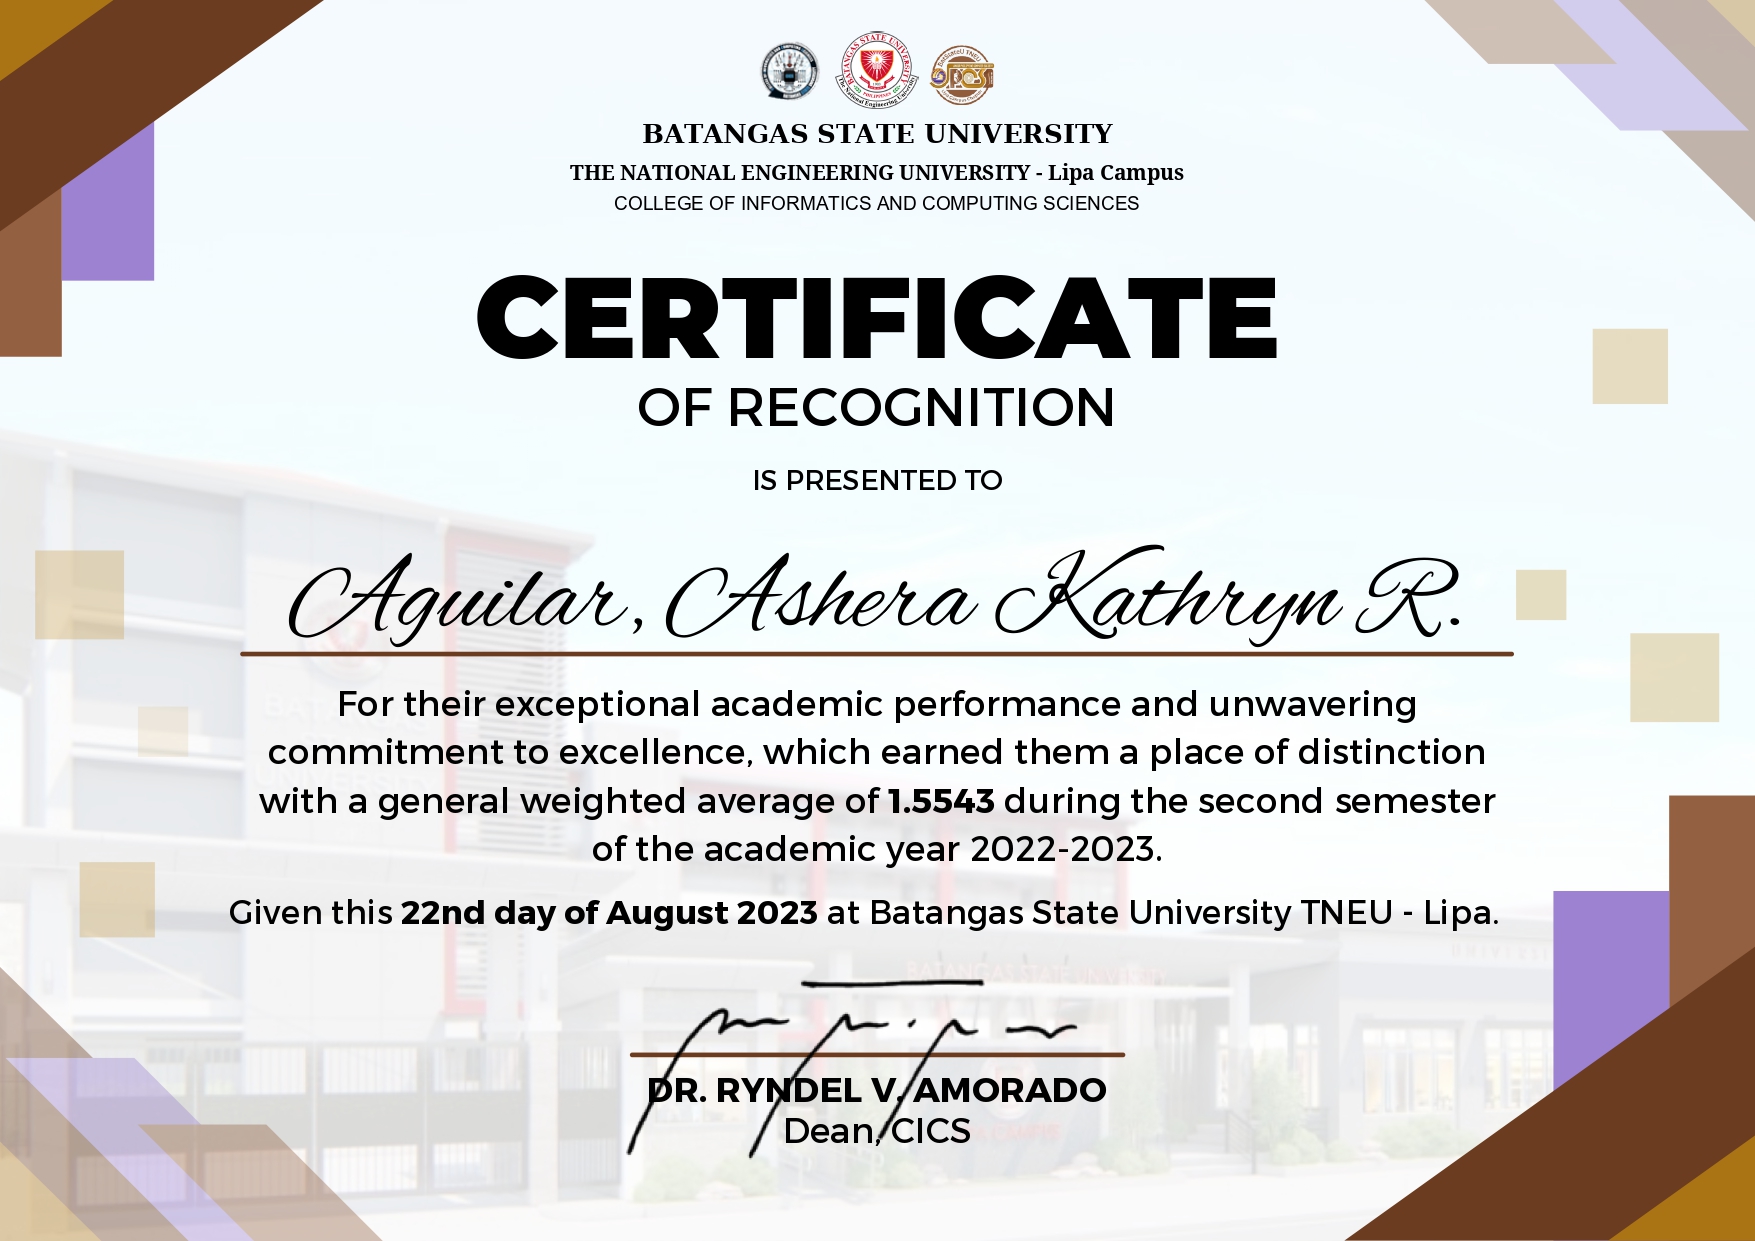 BATANGAS STATE UNIVERSITY
THE NATIONAL ENGINEERING UNIVERSITY - Lipa Campus
COLLEGE OF INFORMATICS AND COMPUTING SCIENCES
CERTIFICATE
OF RECOGNITION
IS PRESENTED TO
Aguilar, Ashera Kathryn R.
For their exceptional academic performance and unwavering
commitment to excellence, which earned them a place of distinction
with a general weighted average of 1.5543 during the second semester
of the academic year 2022-2023.
Given this 22nd day of August 2023 at Batangas State University TNEU - Lipa.
DR. RYNDEL V. AMORADO
Dean, CICS